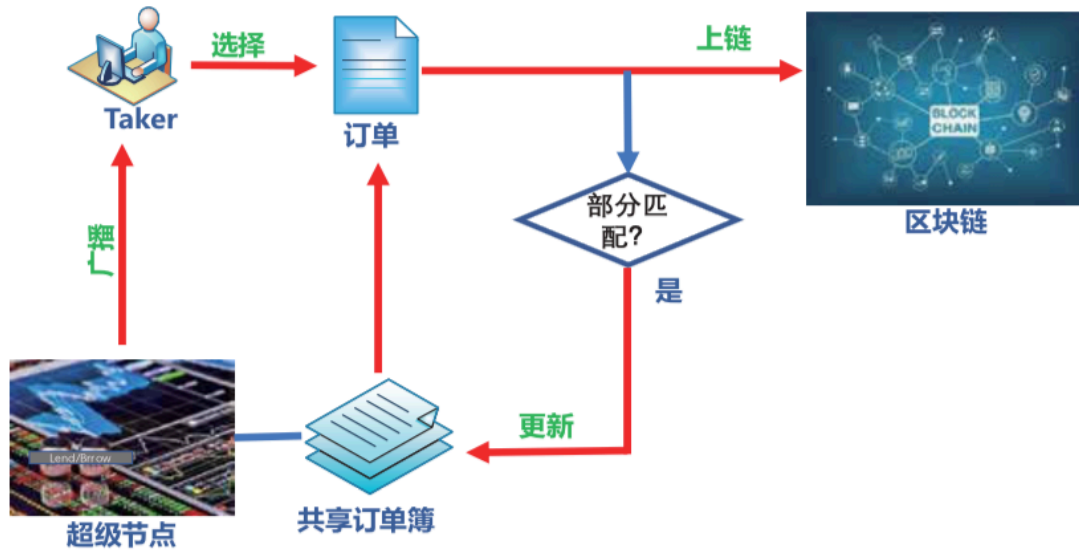 选择
上链
Taker
订单
BLOCK
CHAIN
部分匹
配?
区块链
广播
是
更新
Lend/Brrow
超级节点
共享订单簿